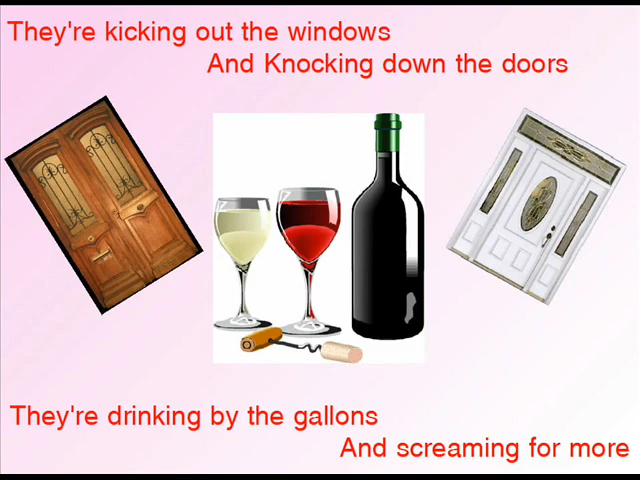 They're kicking out the windows
And Knocking down the doors
They're drinking by the gallons
And screaming for more